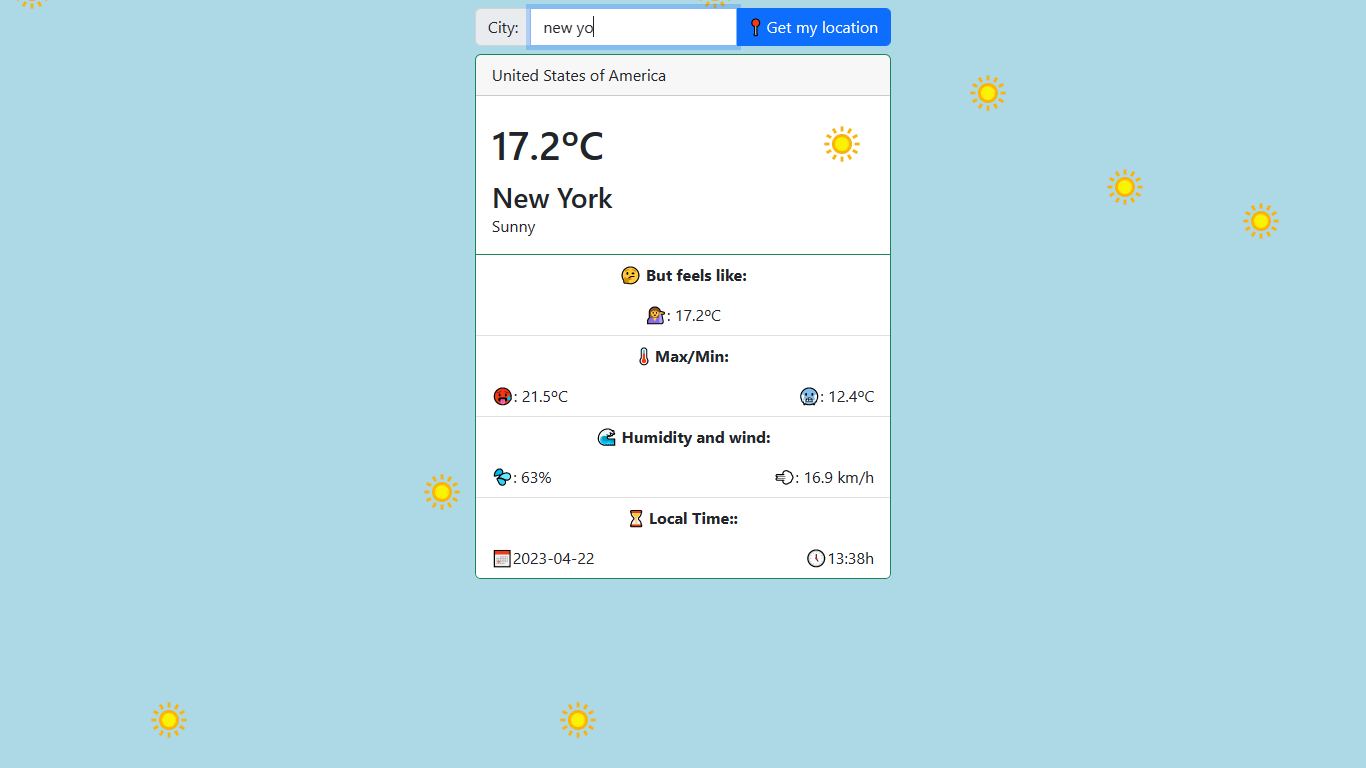 City: new yo Get my location
United States of America
17.2ºC
New York
Sunny
But feels like:
: 17.2ºC
Max/Min:
: 21.5ºC : 12.4ºC
Humidity and wind:
: 63% : 16.9 km/h
Local Time::
2023-04-22 13:38h